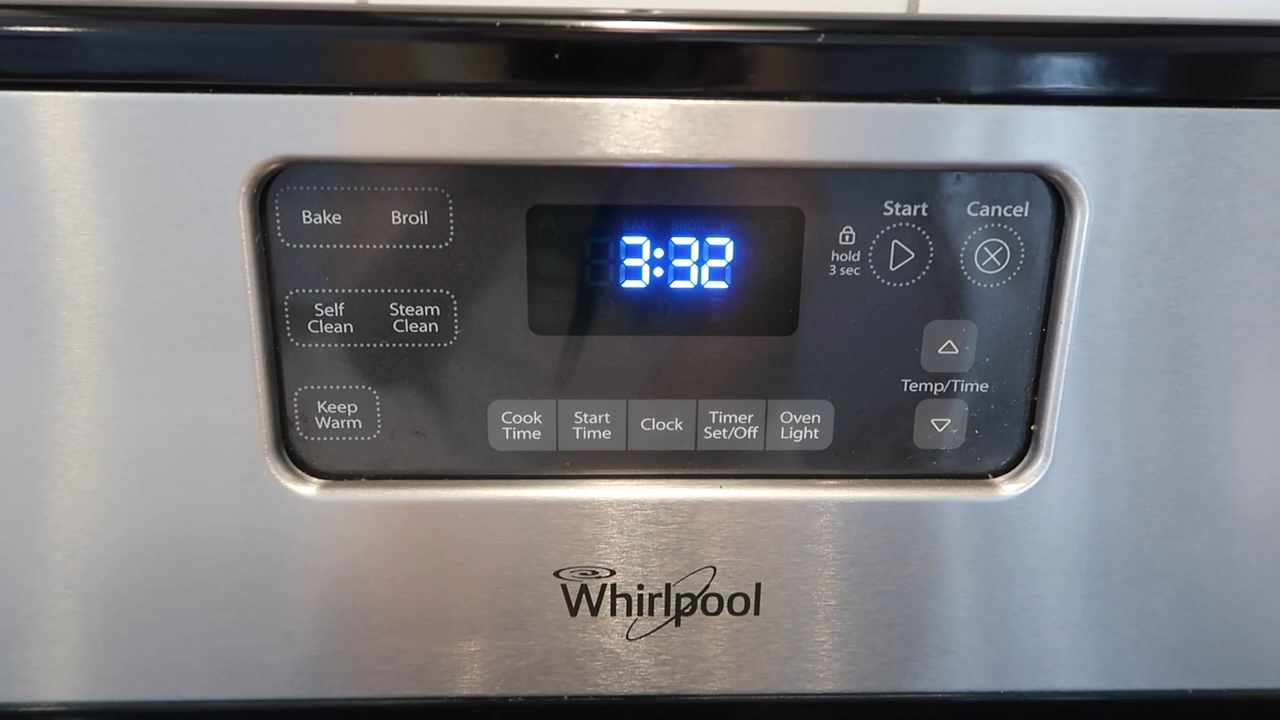 Bake Broil
3:32
Start Cancel
hold
3 sec
Self Clean
Steam Clean
Temp/Time
Keep Warm
Cook Time
Start Time
Clock
Timer Set/Off
Oven Light
Whirlpool